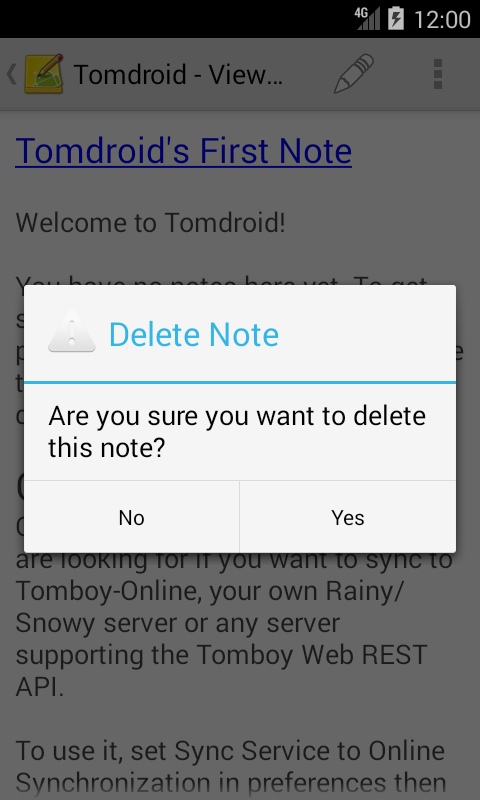 4G 12:00
Tomdroid - View…
Tomdroid's First Note
Welcome to Tomdroid!
Delete Note
Are you sure you want to delete
this note?
No Yes
are looking for if you want to sync to
Tomboy-Online, your own Rainy/
Snowy server or any server
supporting the Tomboy Web REST
API.
To use it, set Sync Service to Online
Synchronization in preferences then